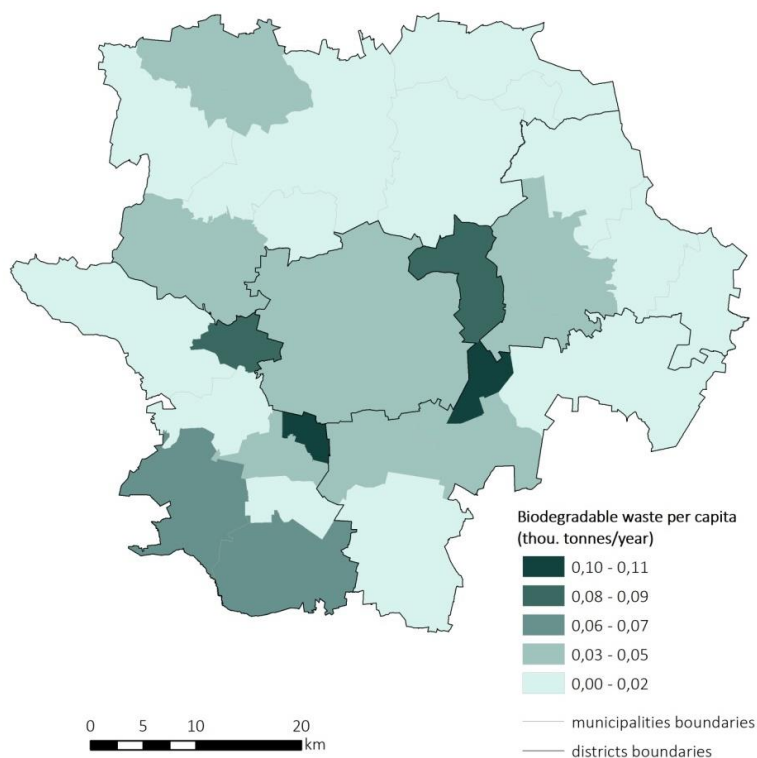 Biodegradable waste per capita
(thou. tonnes/year)
0,10 - 0,11
0,08 - 0,09
0,06 - 0,07
0,03 - 0,05
0,00 - 0,02
municipalities boundaries
districts boundaries
0 5 10 20
km